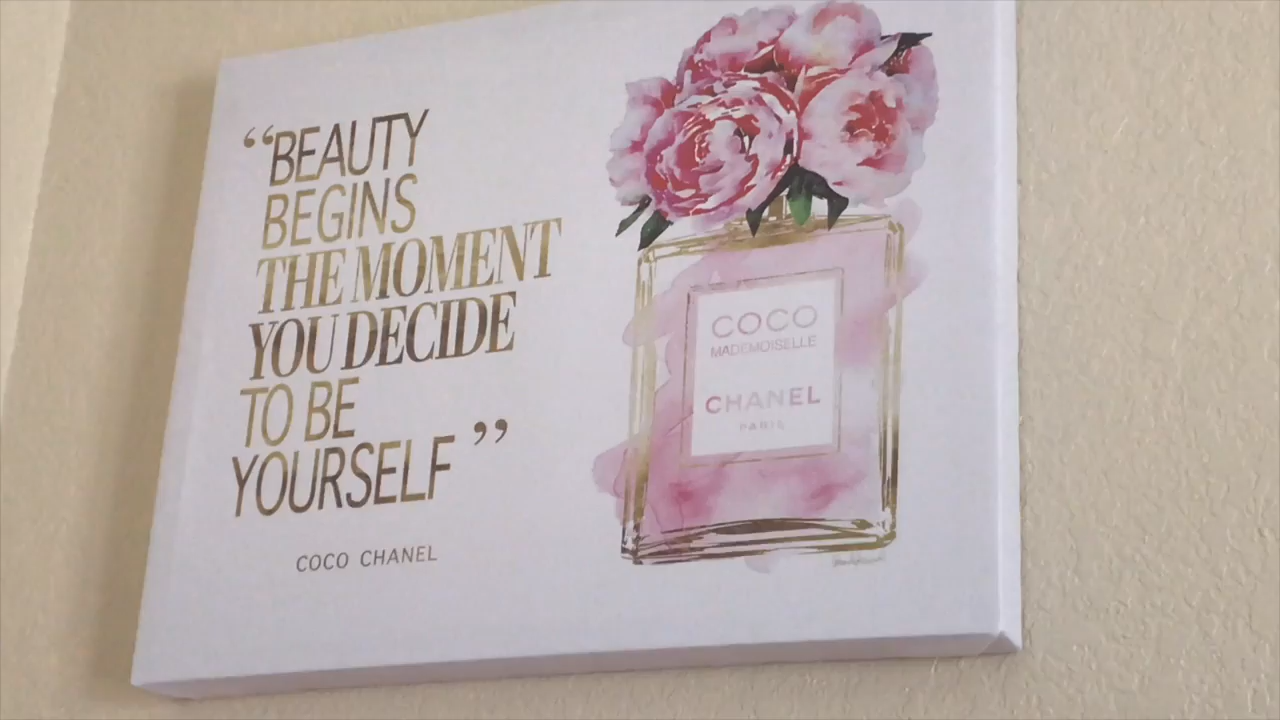 “BEAUTY
BEGINS
THE MOMENT
YOU DECIDE
TO BE
YOURSELF”
COCO CHANEL
COCO
MADEMOISELLE
CHANEL
PARIS